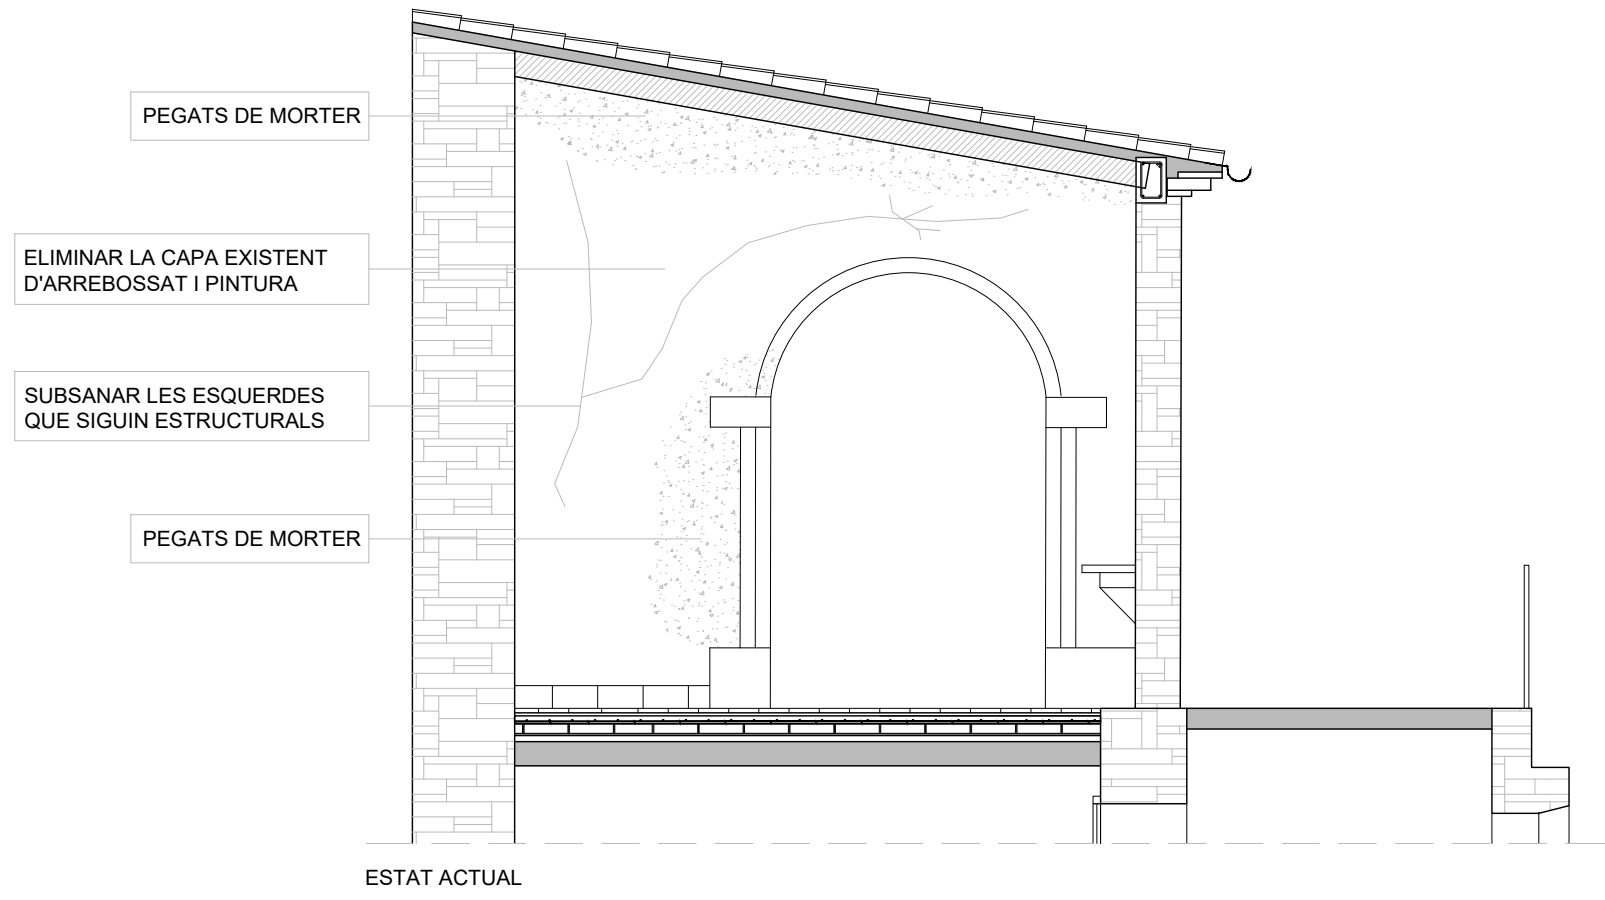 PEGATS DE MORTER
ELIMINAR LA CAPA EXISTENT
D'ARREBOSSAT I PINTURA
SUBSANAR LES ESQUERDES
QUE SIGUIN ESTRUCTURALS
PEGATS DE MORTER
ESTAT ACTUAL